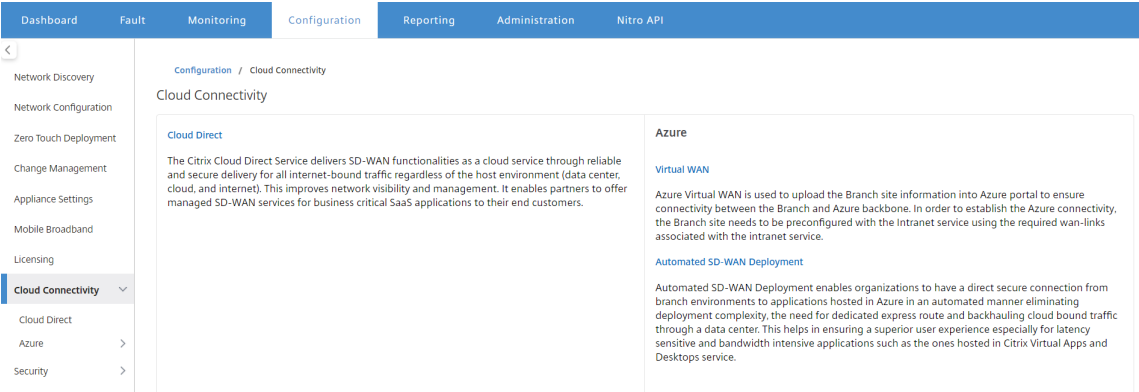 Dashboard Fault Monitoring Configuration Reporting Administration Nitro API
Network Discovery
Network Configuration
Zero Touch Deployment
Change Management
Appliance Settings
Mobile Broadband
Licensing
Cloud Connectivity
Cloud Direct
Azure
Security
Configuration / Cloud Connectivity
Cloud Connectivity
Cloud Direct
The Citrix Cloud Direct Service delivers SD-WAN functionalities as a cloud service through reliable
and secure delivery for all internet-bound traffic regardless of the host environment (data center,
cloud, and internet). This improves network visibility and management. It enables partners to offer
managed SD-WAN services for business critical SaaS applications to their end customers.
Azure
Virtual WAN
Azure Virtual WAN is used to upload the Branch site information into Azure portal to ensure
connectivity between the Branch and Azure backbone. In order to establish the Azure connectivity,
the Branch site needs to be preconfigured with the Intranet service using the required wan-links
associated with the intranet service.
Automated SD-WAN Deployment
Automated SD-WAN Deployment enables organizations to have a direct secure connection from
branch environments to applications hosted in Azure in an automated manner eliminating
deployment complexity, the need for dedicated express route and backhauling cloud bound traffic
through a data center. This helps in ensuring a superior user experience especially for latency
sensitive and bandwidth intensive applications such as the ones hosted in Citrix Virtual Apps and
Desktops service.